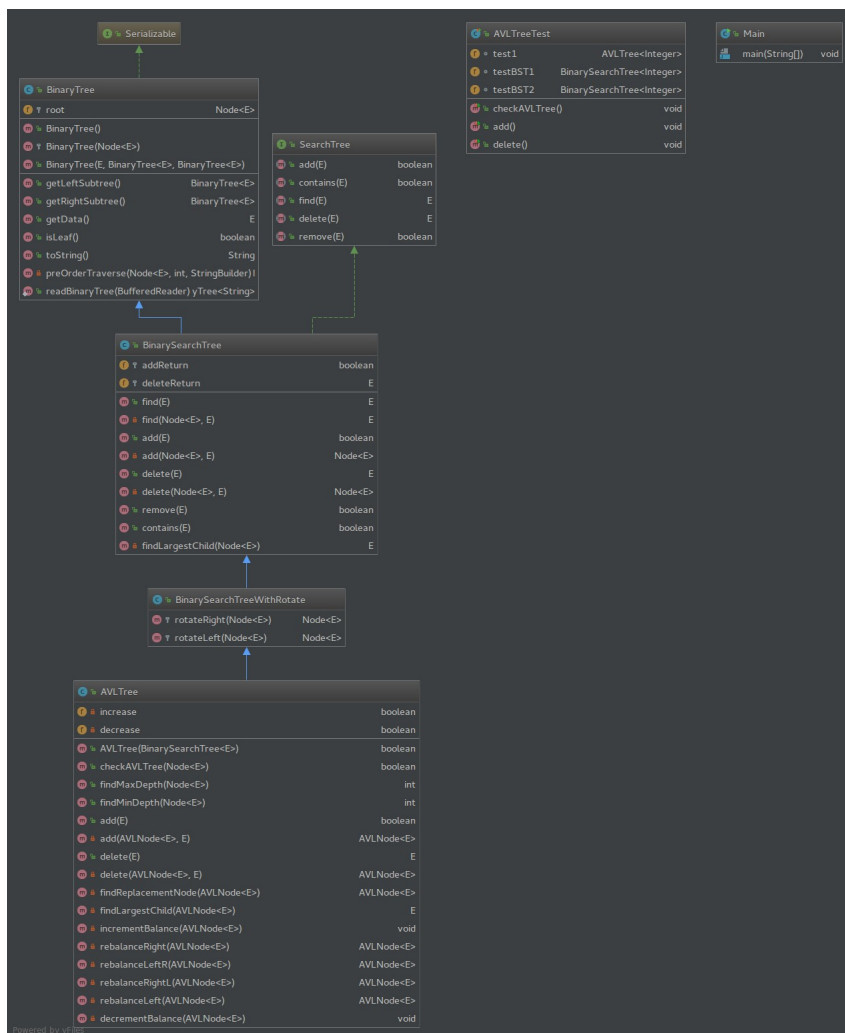 Serializable
BinaryTree
root Node<E>
BinaryTree()
BinaryTree(Node<E>)
BinaryTree(E, BinaryTree<E>, BinaryTree<E>)
getLeftSubtree() BinaryTree<E>
getRightSubtree() BinaryTree<E>
getData() E
isLeaf() boolean
toString() String
preOrderTraverse(Node<E>, int, StringBuilder)
readBinaryTree(BufferedReader) yTree<String>
SearchTree
add(E) boolean
contains(E) boolean
find(E) E
delete(E) E
remove(E) boolean
AVLTreeTest
test1 AVLTree<Integer>
testBST1 BinarySearchTree<Integer>
testBST2 BinarySearchTree<Integer>
checkAVLTree() void
add() void
delete() void
Main
main(String[]) void
BinarySearchTree
addReturn boolean
deleteReturn E
find(E) E
find(Node<E>, E) E
add(E) boolean
add(Node<E>, E) Node<E>
delete(E) E
delete(Node<E>, E) Node<E>
remove(E) boolean
contains(E) boolean
findLargestChild(Node<E>) E
BinarySearchTreeWithRotate
rotateRight(Node<E>) Node<E>
rotateLeft(Node<E>) Node<E>
AVLTree
increase boolean
decrease boolean
AVLTree(BinarySearchTree<E>) boolean
checkAVLTree(Node<E>) boolean
findMaxDepth(Node<E>) int
findMinDepth(Node<E>) int
add(E) boolean
add(AVLNode<E>, E) AVLNode<E>
delete(E) E
delete(AVLNode<E>, E) AVLNode<E>
findReplacementNode(AVLNode<E>) AVLNode<E>
findLargestChild(AVLNode<E>) E
incrementBalance(AVLNode<E>) void
rebalanceRight(AVLNode<E>) AVLNode<E>
rebalanceLeftR(AVLNode<E>) AVLNode<E>
rebalanceRightL(AVLNode<E>) AVLNode<E>
rebalanceLeft(AVLNode<E>) AVLNode<E>
decrementBalance(AVLNode<E>) void
Powered by yFiles